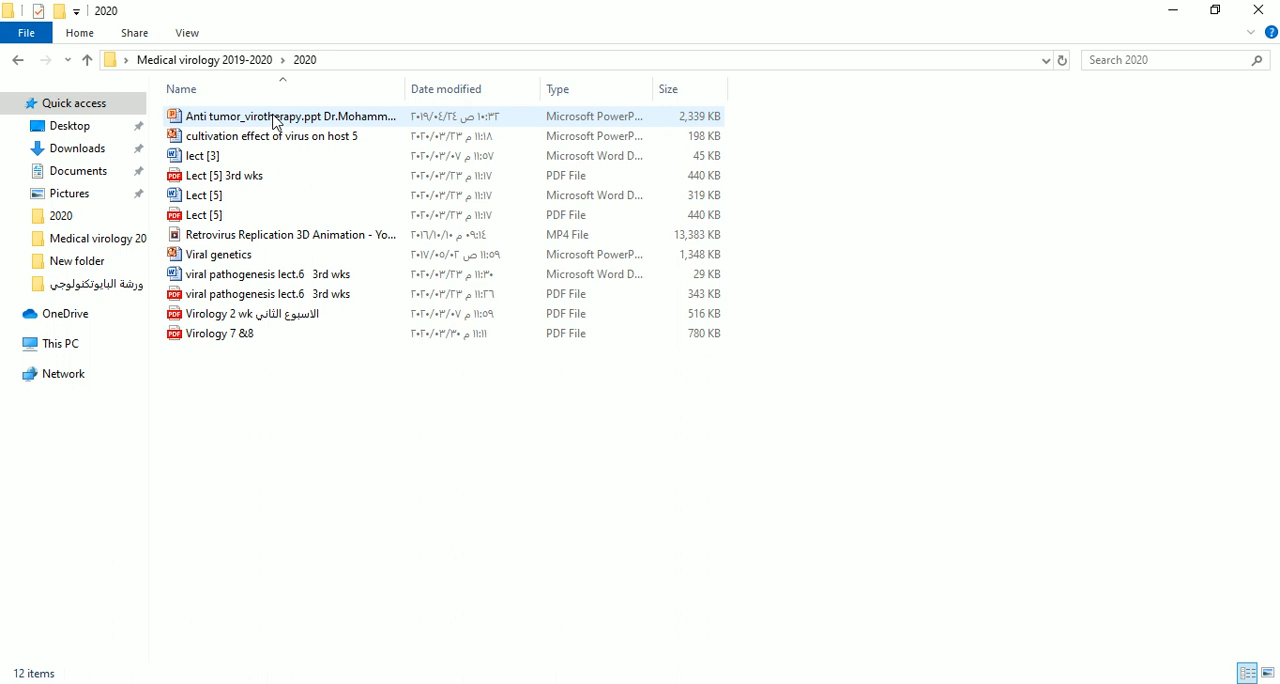 2020
File Home Share View
Medical virology 2019-2020 › 2020 Search 2020
Name Date modified Type Size
Quick access
Desktop
Downloads
Documents
Pictures
2020
Medical virology 20
New folder
ورشة البايوتكنولوجي
OneDrive
This PC
Network
Anti tumor_virotherapy.ppt Dr.Mohamm... ٢٠١٩/٠٤/٢٤ ص ١٠:٣٢ Microsoft PowerP... 2,339 KB
cultivation effect of virus on host 5 ٢٠٢٠/٠٣/٢٣ م ١١:١٨ Microsoft PowerP... 198 KB
lect [3] ٢٠٢٠/٠٣/٠٧ م ١١:٥٧ Microsoft Word D... 45 KB
Lect [5] 3rd wks ٢٠٢٠/٠٣/٢٣ م ١١:١٧ PDF File 440 KB
Lect [5] ٢٠٢٠/٠٣/٢٣ م ١١:١٧ Microsoft Word D... 319 KB
Lect [5] ٢٠٢٠/٠٣/٢٣ م ١١:١٧ PDF File 440 KB
Retrovirus Replication 3D Animation - Yo... ٢٠١٦/١٠/١٠ م ٠٩:١٤ MP4 File 13,383 KB
Viral genetics ٢٠١٧/٠٥/٠٢ ص ١١:٥٩ Microsoft PowerP... 1,348 KB
viral pathogenesis lect.6 3rd wks ٢٠٢٠/٠٣/٢٣ م ١١:٣٠ Microsoft Word D... 29 KB
viral pathogenesis lect.6 3rd wks ٢٠٢٠/٠٣/٢٣ م ١١:٢٦ PDF File 343 KB
Virology 2 wk الاسبوع الثاني ٢٠٢٠/٠٣/٠٧ م ١١:٥٩ PDF File 516 KB
Virology 7 &8 ٢٠٢٠/٠٣/٣٠ م ١١:١١ PDF File 780 KB
12 items